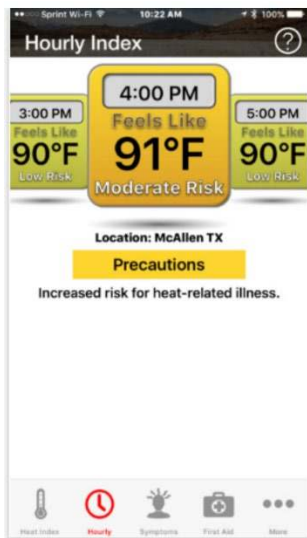 Sprint Wi-Fi 10:22 AM 100%
Hourly Index ?
3:00 PM
Feels Like
90°F
Low Risk
4:00 PM
Feels Like
91°F
Moderate Risk
5:00 PM
Feels Like
90°F
Low Risk
Location: McAllen TX
Precautions
Increased risk for heat-related illness.
Heat Index Hourly Symptoms First Aid More